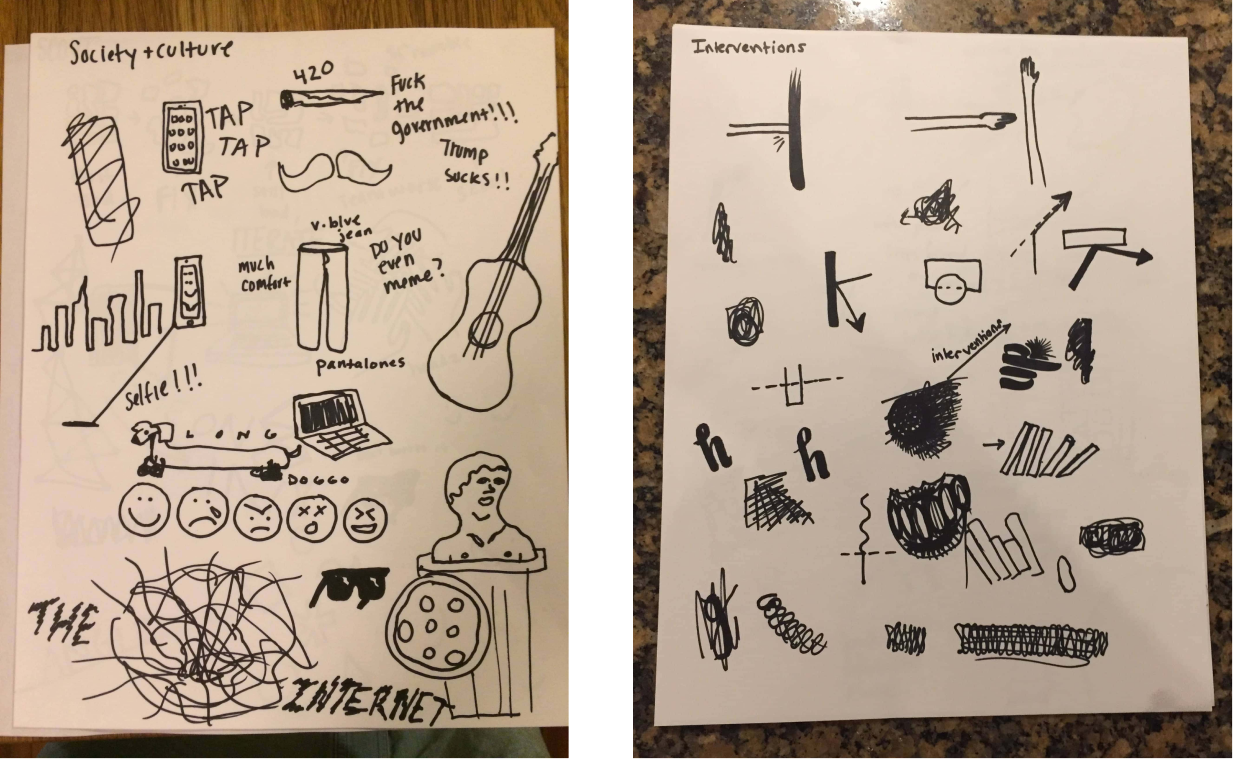 Society + culture
420
Fuck
the
government!!!
TAP
TAP
TAP
Trump
sucks!!
v. blue
jean
DO YOU
even
meme?
much
comfort
pantalones
Selfie!!!
LONG
DOGGO
THE
INTERNET
Interventions
interventions
h
h